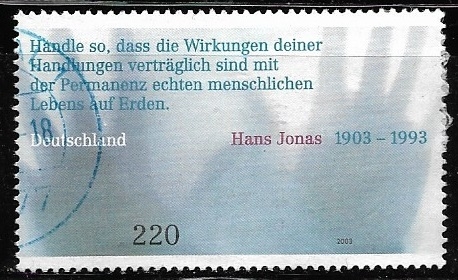 Handle so, dass die Wirkungen deiner
Handlungen verträglich sind mit
der Permanenz echten menschlichen
Lebens auf Erden.
18
Deutschland
Hans Jonas 1903 – 1993
220
2003